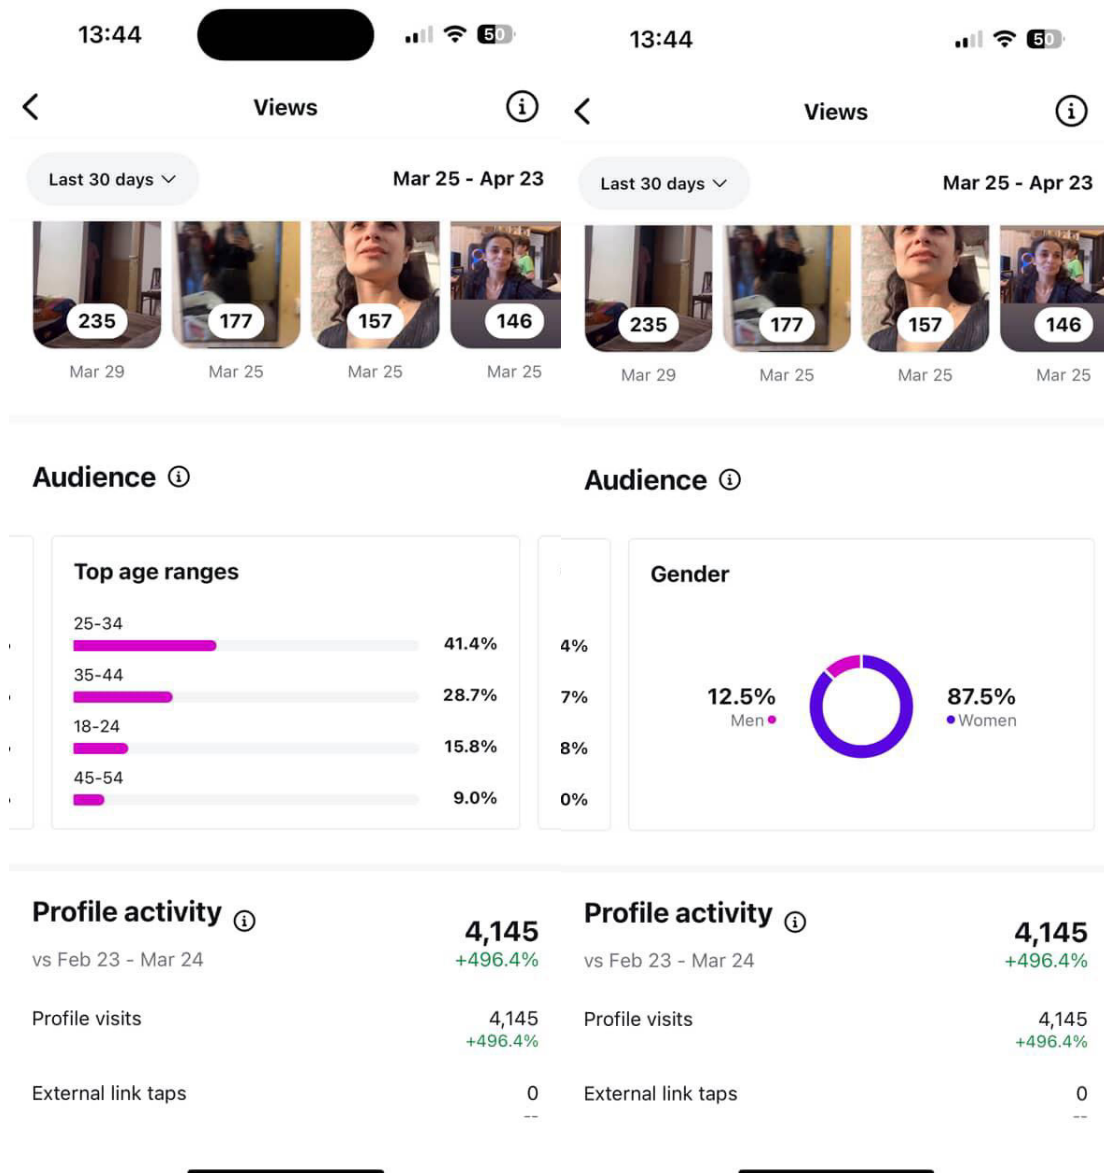 13:44
50
Views
Last 30 days
Mar 25 - Apr 23
235
177
157
146
Mar 29
Mar 25
Mar 25
Mar 25
Audience
Top age ranges
25-34
41.4%
35-44
28.7%
18-24
15.8%
45-54
9.0%
Profile activity
4,145
vs Feb 23 - Mar 24
+496.4%
Profile visits
4,145
+496.4%
External link taps
0
--
13:44
50
Views
Last 30 days
Mar 25 - Apr 23
235
177
157
146
Mar 29
Mar 25
Mar 25
Mar 25
Audience
4%
7%
8%
0%
Gender
12.5%
Men
87.5%
Women
Profile activity
4,145
vs Feb 23 - Mar 24
+496.4%
Profile visits
4,145
+496.4%
External link taps
0
--